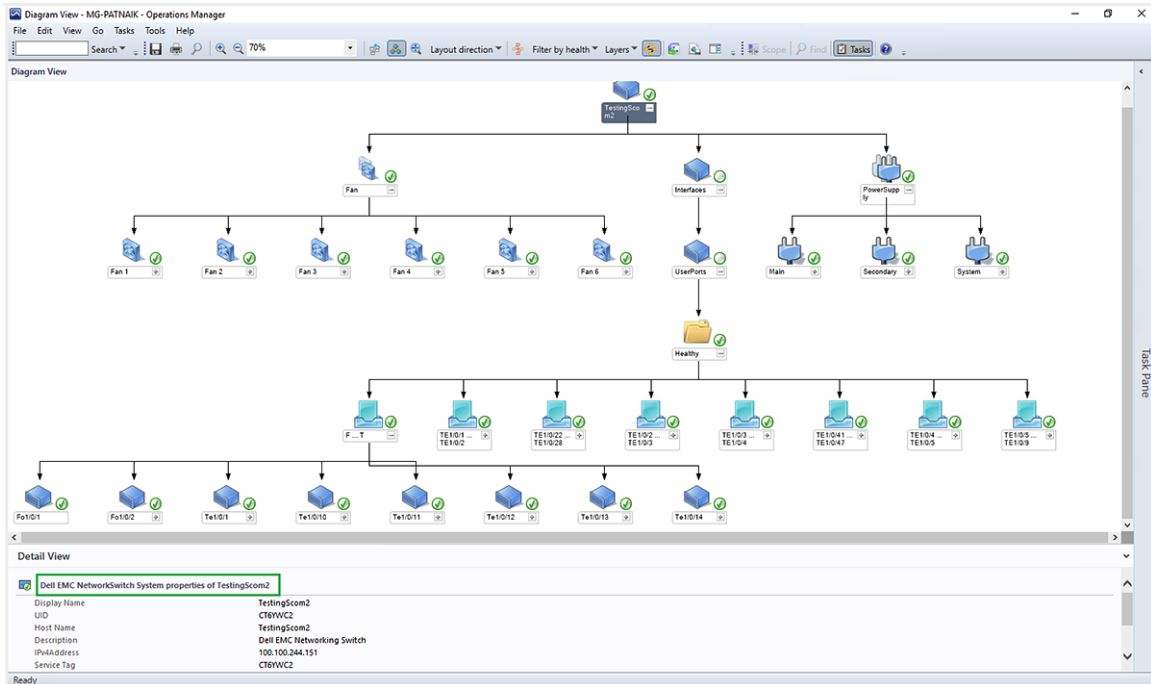 Diagram View - MG-PATNAIK - Operations Manager
File Edit View Go Tasks Tools Help
Search 70% Layout direction Filter by health Layers Scope Find Tasks
Diagram View
TestingSco
m2
Fan Interfaces PowerSupp
ly
Fan 1 Fan 2 Fan 3 Fan 4 Fan 5 Fan 6 UserPorts Main Secondary System
Healthy
F ... T TE1/0/1 ... TE1/0/22 ... TE1/0/2 ... TE1/0/3 ... TE1/0/41 ... TE1/0/4 ... TE1/0/5 ...
TE1/0/2 TE1/0/28 TE1/0/3 TE1/0/4 TE1/0/47 TE1/0/5 TE1/0/9
Fo1/0/1 Fo1/0/2 Te1/0/1 Te1/0/10 Te1/0/11 Te1/0/12 Te1/0/13 Te1/0/14
Task Pane
Detail View
Dell EMC NetworkSwitch System properties of TestingScom2
Display Name TestingScom2
UID CT6YWC2
Host Name TestingScom2
Description Dell EMC Networking Switch
IPv4Address 100.100.244.151
Service Tag CT6YWC2
Ready